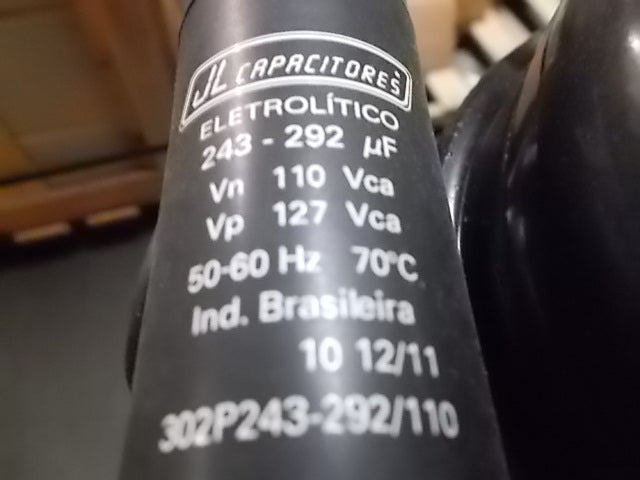 JL CAPACITORES
ELETROLÍTICO
243 - 292 µF
Vn 110 Vca
Vp 127 Vca
50-60 Hz 70°C
Ind. Brasileira
10 12/11
302P243-292/110